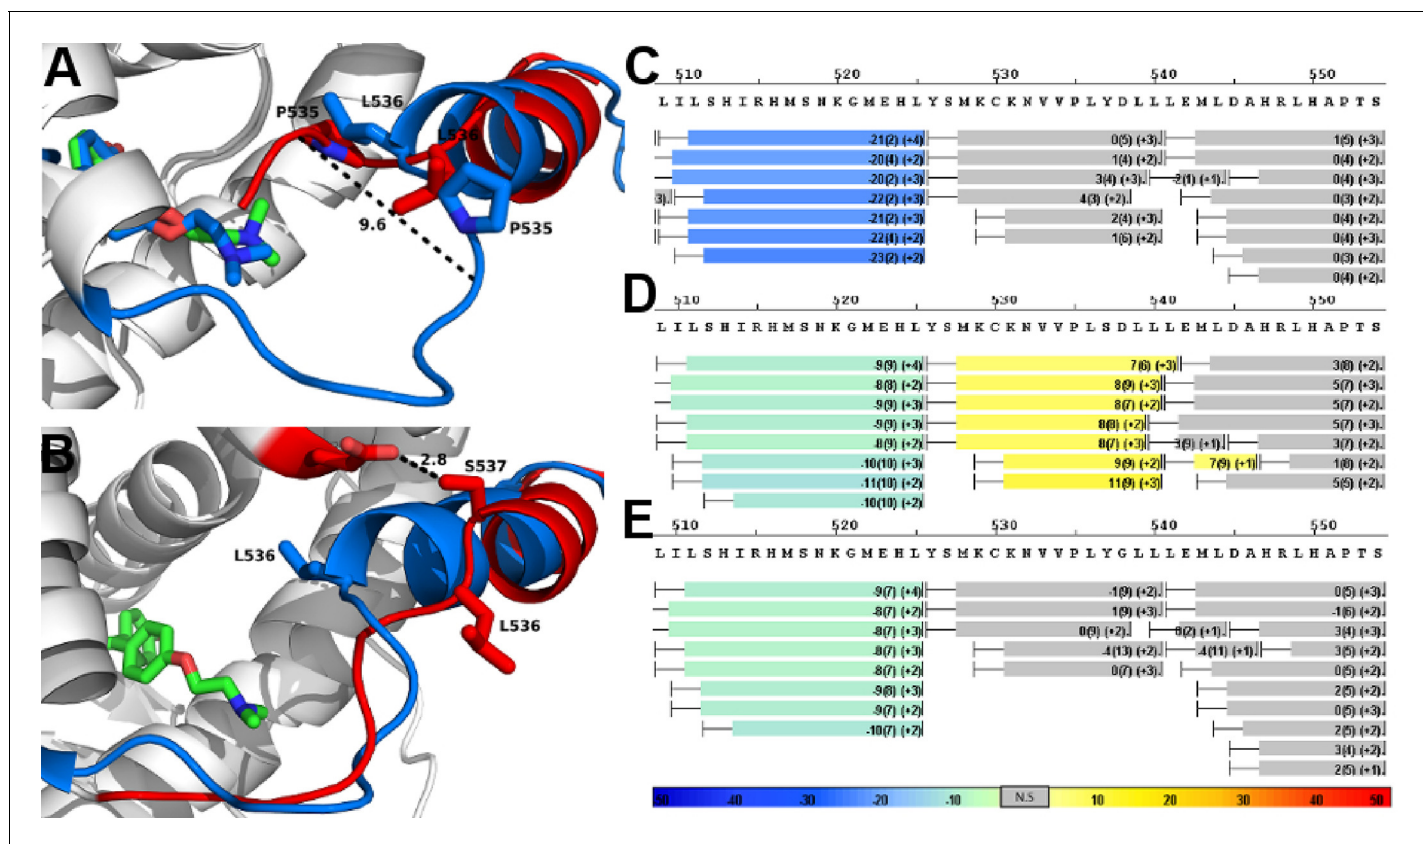 A
P535
L536
L536
9.6
P535
B
2.8
S537
L536
L536
C
510 520 530 540 550
L I L S H I R H M S N K G M E H L Y S M K C K N V V P L Y D L L L E M L D A H R L H A P T S
-21(2) (+4) 0(5) (+3) 1(5) (+3)
-20(4) (+2) 1(4) (+2) 0(4) (+2)
-20(2) (+3) 3(4) (+3) -2(1) (+1) 0(4) (+3)
3) -22(2) (+3) 4(3) (+2) 0(3) (+2)
-21(2) (+3) 2(4) (+3) 0(4) (+2)
-22(4) (+2) 1(6) (+2) 0(4) (+3)
-23(2) (+2) 0(3) (+2)
0(4) (+2)
D
510 520 530 540 550
L I L S H I R H M S N K G M E H L Y S M K C K N V V P L S D L L L E M L D A H R L H A P T S
-9(9) (+4) 7(6) (+3) 3(8) (+2)
-8(8) (+2) 8(9) (+3) 5(7) (+3)
-9(9) (+3) 8(7) (+2) 5(7) (+2)
-9(9) (+3) 8(8) (+2) 5(7) (+3)
-8(9) (+2) 8(7) (+3) 3(9) (+1) 3(7) (+2)
-10(10) (+3) 9(9) (+2) 7(9) (+1) 1(8) (+2)
-11(10) (+2) 11(9) (+3) 5(5) (+2)
-10(10) (+2)
E
510 520 530 540 550
L I L S H I R H M S N K G M E H L Y S M K C K N V V P L Y G L L L E M L D A H R L H A P T S
-9(7) (+4) -1(9) (+2) 0(5) (+3)
-8(7) (+2) 1(9) (+3) -1(6) (+2)
-8(7) (+3) 0(9) (+2) (2) (+1) 3(4) (+3)
-8(7) (+3) -4(13) (+2) -4(11) (+1) 3(5) (+2)
-8(7) (+2) 0(7) (+3) 0(5) (+2)
-9(8) (+3) 2(5) (+2)
-9(7) (+2) 0(5) (+3)
-10(7) (+2) 2(5) (+2)
3(4) (+2)
2(5) (+1)
-50 -40 -30 -20 -10 N.S 10 20 30 40 50